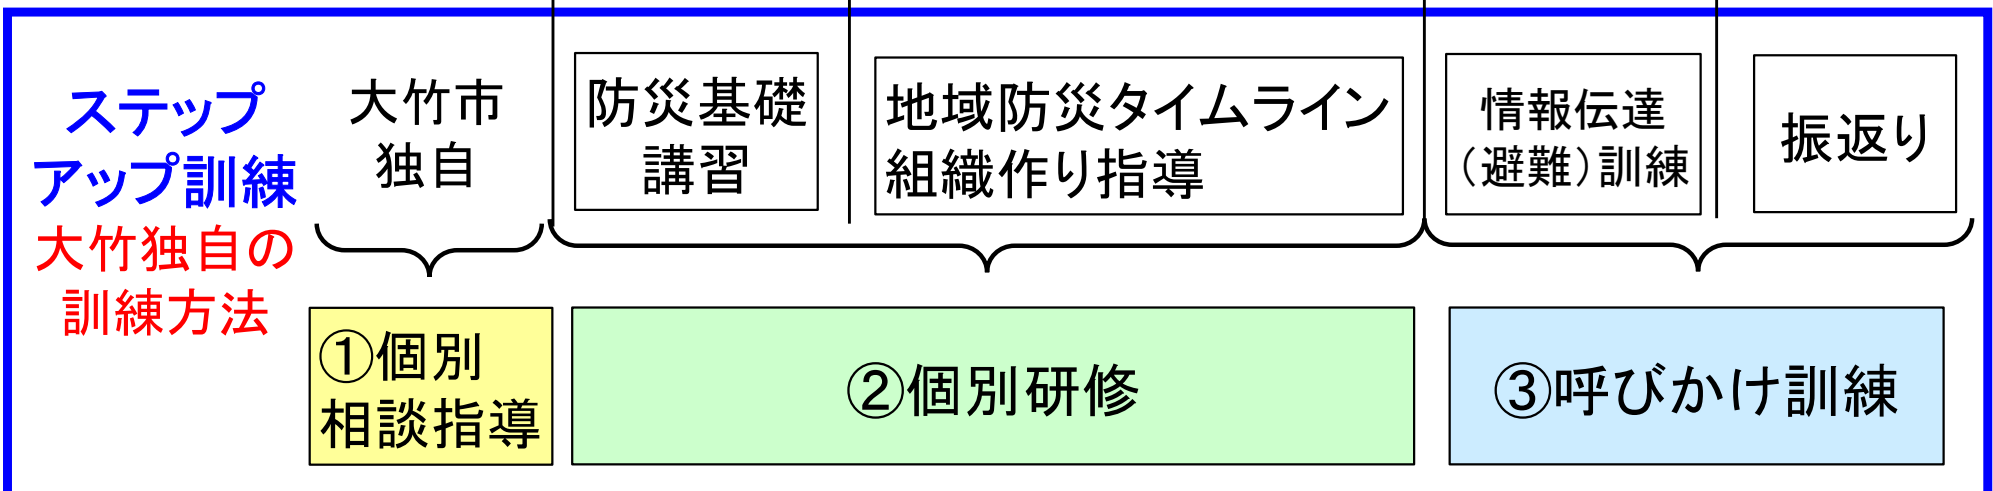 ステップ
アップ訓練
大竹独自の
訓練方法
大竹市
独自
防災基礎
講習
地域防災タイムライン
組織作り指導
情報伝達
（避難）訓練
振返り
①個別
相談指導
②個別研修
③呼びかけ訓練